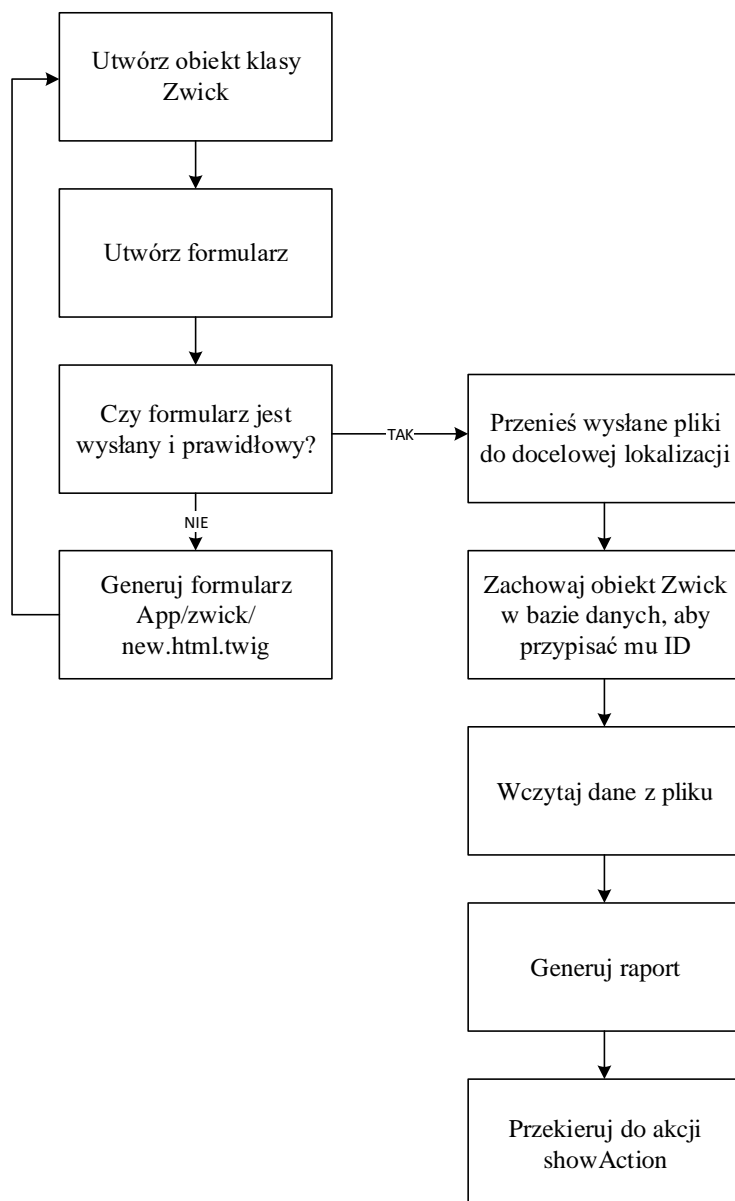 Utwórz obiekt klasy
Zwick
Utwórz formularz
Czy formularz jest
wysłany i prawidłowy?
TAK
NIE
Generuj formularz
App/zwick/
new.html.twig
Przenieś wysłane pliki
do docelowej lokalizacji
Zachowaj obiekt Zwick
w bazie danych, aby
przypisać mu ID
Wczytaj dane z pliku
Generuj raport
Przekieruj do akcji
showAction